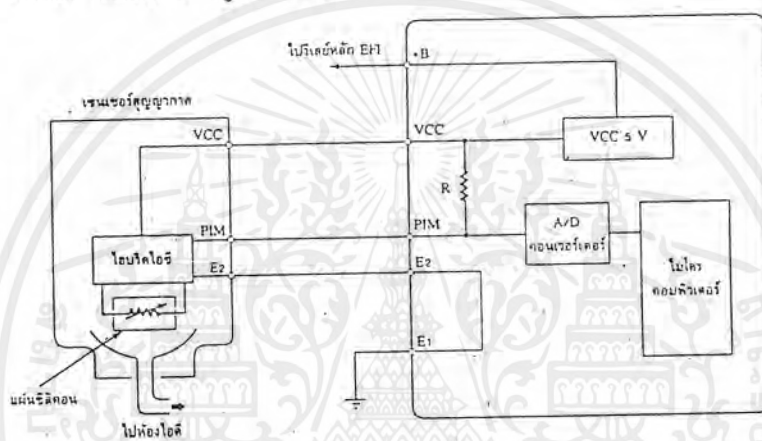 ไปรีเลย์หลัก EFI
+B
เซนเซอร์สุญญากาศ
VCC
VCC
VCC 5 V
R
PIM
PIM
A/D
คอนเวอร์เตอร์
ไมโคร
คอมพิวเตอร์
ไฮบริดไอซี
E2
E2
E1
แผ่นซิลิคอน
ไปห้องไอดี